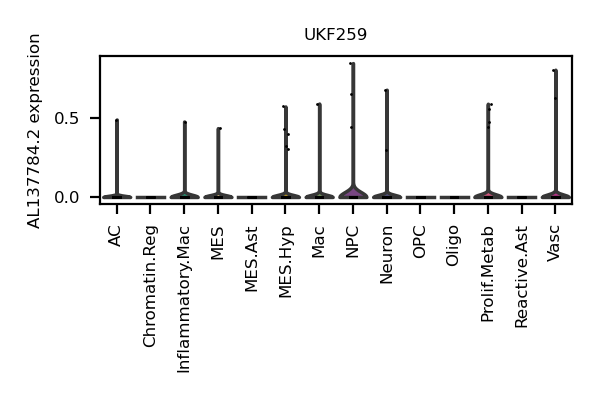 UKF259
AL137784.2 expression
0.5
0.0
AC
Chromatin.Reg
Inflammatory.Mac
MES
MES.Ast
MES.Hyp
Mac
NPC
Neuron
OPC
Oligo
Prolif.Metab
Reactive.Ast
Vasc